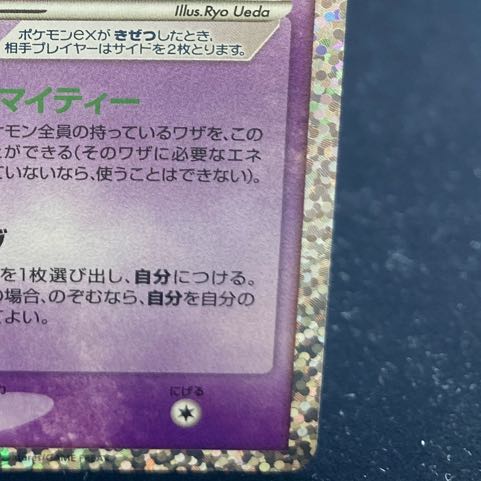 Illus.Ryo Ueda
ポケモンexが きぜつしたとき、
相手プレイヤーはサイドを2枚とります。
マイティー
モン全員の持っているワザを、この
とができる(そのワザに必要なエネ
ていないなら、使うことはできない)。
を1枚選び出し、自分につける。
の場合、のぞむなら、自分を自分の
てよい。
にげる